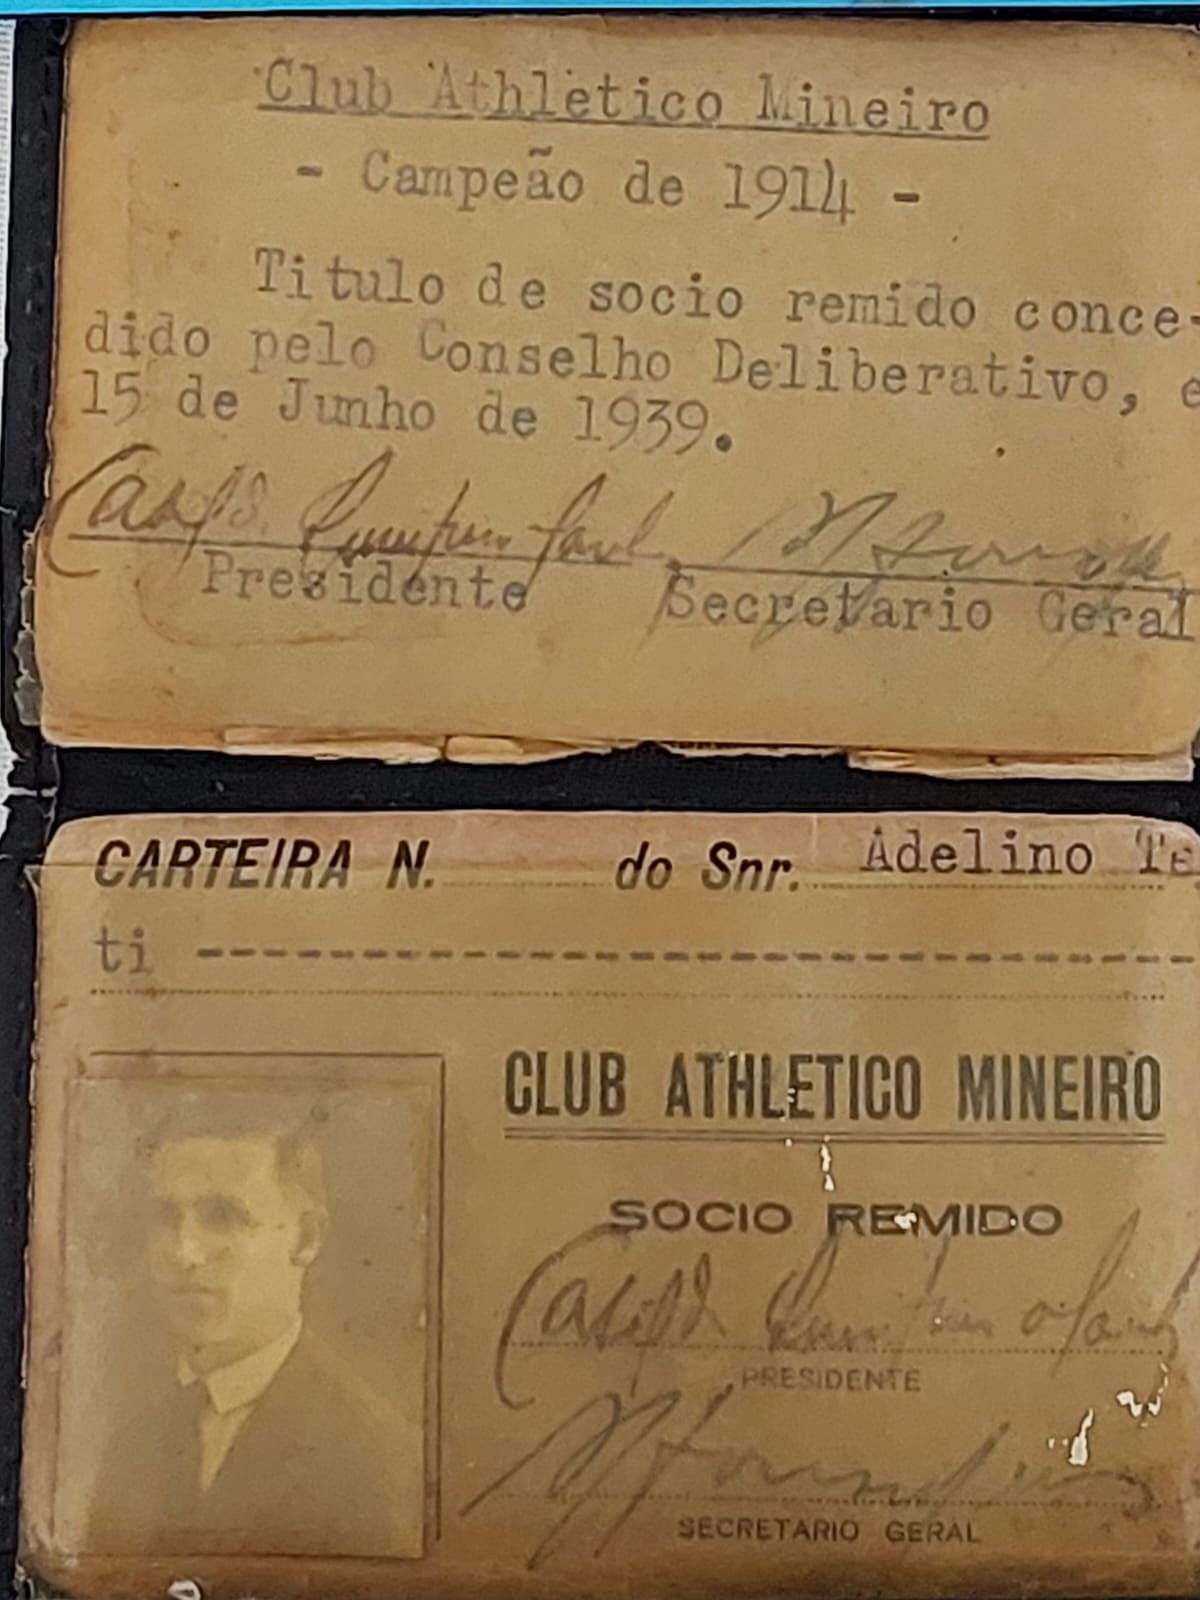 Club Athletico Mineiro
- Campeão de 1914 -
Titulo de socio remido conce-
dido pelo Conselho Deliberativo, e
15 de Junho de 1939.
Presidente Secretario Geral
CARTEIRA N. do Snr. Adelino Te
ti
CLUB ATHLETICO MINEIRO
SOCIO REMIDO
PRESIDENTE
SECRETARIO GERAL